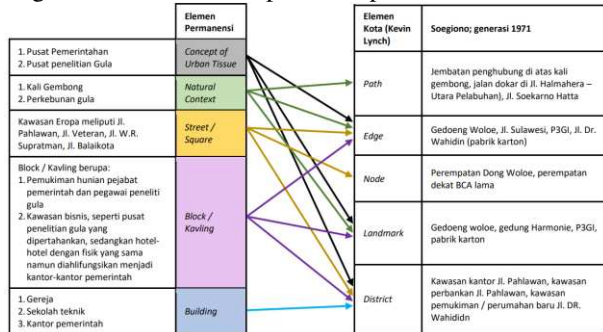 Elemen
Permanensi
1. Pusat Pemerintahan
2. Pusat penelitian Gula
Concept of
Urban Tissue
1. Kali Gembong
2. Perkebunan gula
Natural
Context
Kawasan Eropa meliputi Jl.
Pahlawan, Jl. Veteran, Jl. W.R.
Supratman, Jl. Balaikota
Street /
Square
Block / Kavling berupa:
1. Pemukiman hunian pejabat
pemerintah dan pegawai peneliti
gula
2. Kawasan bisnis, seperti pusat
penelitian gula yang
dipertahankan, sedangkan hotel-
hotel dengan fisik yang sama
namun dialihfungsikan menjadi
kantor-kantor pemerintah
Block /
Kavling
1. Gereja
2. Sekolah teknik
3. Kantor pemerintah
Building
Elemen
Kota (Kevin
Lynch)
Soegiono; generasi 1971
Path
Jembatan penghubung di atas kali
gembong, jalan dokar di Jl. Halmahera –
Utara Pelabuhan), Jl. Soekarno Hatta
Edge
Gedoeng Woloe, Jl. Sulawesi, P3GI, Jl. Dr.
Wahidin (pabrik karton)
Node
Perempatan Dong Woloe, perempatan
dekat BCA lama
Landmark
Gedoeng woloe, gedung Harmonie, P3GI,
pabrik karton
District
Kawasan kantor Jl. Pahlawan, kawasan
perbankan Jl. Pahlawan, kawasan
pemukiman / perumahan baru Jl. DR.
Wahididn